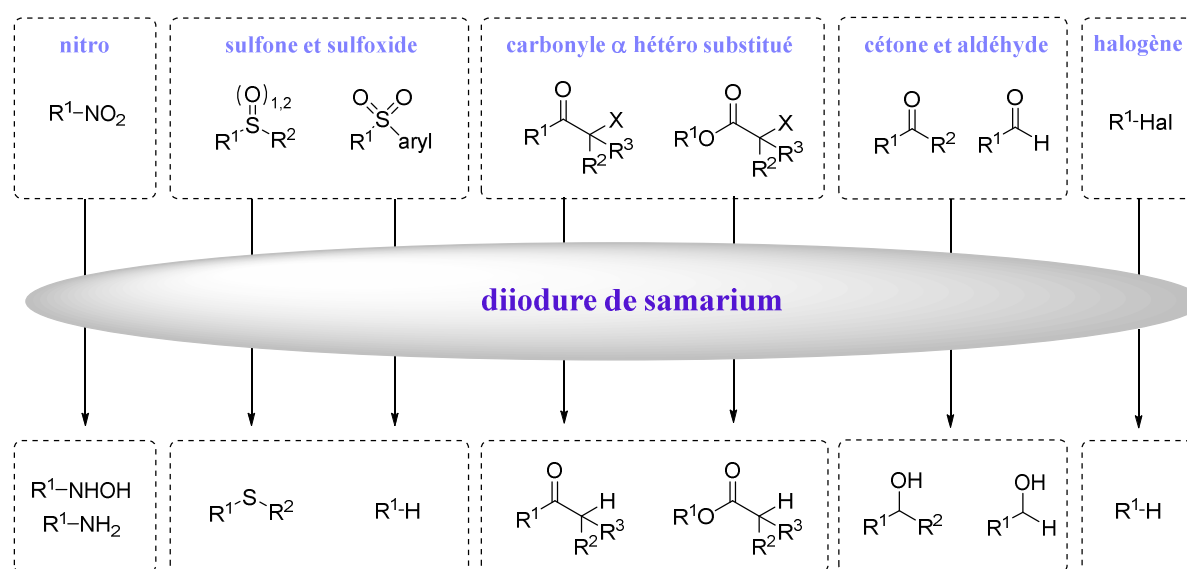 nitro
sulfone et sulfoxide
carbonyle α hétéro substitué
cétone et aldéhyde
halogène
R¹–NO₂
(O)₁,₂
R¹ S R²
O O
R¹ S aryl
O
R¹ X
R² R³
O
R¹ O X
R² R³
O
R¹ R²
O
R¹ H
R¹-Hal
diiodure de samarium
R¹–NHOH
R¹–NH₂
R¹ S R²
R¹-H
O
R¹ H
R² R³
O
R¹ O H
R² R³
OH
R¹ R²
OH
R¹ H
R¹-H